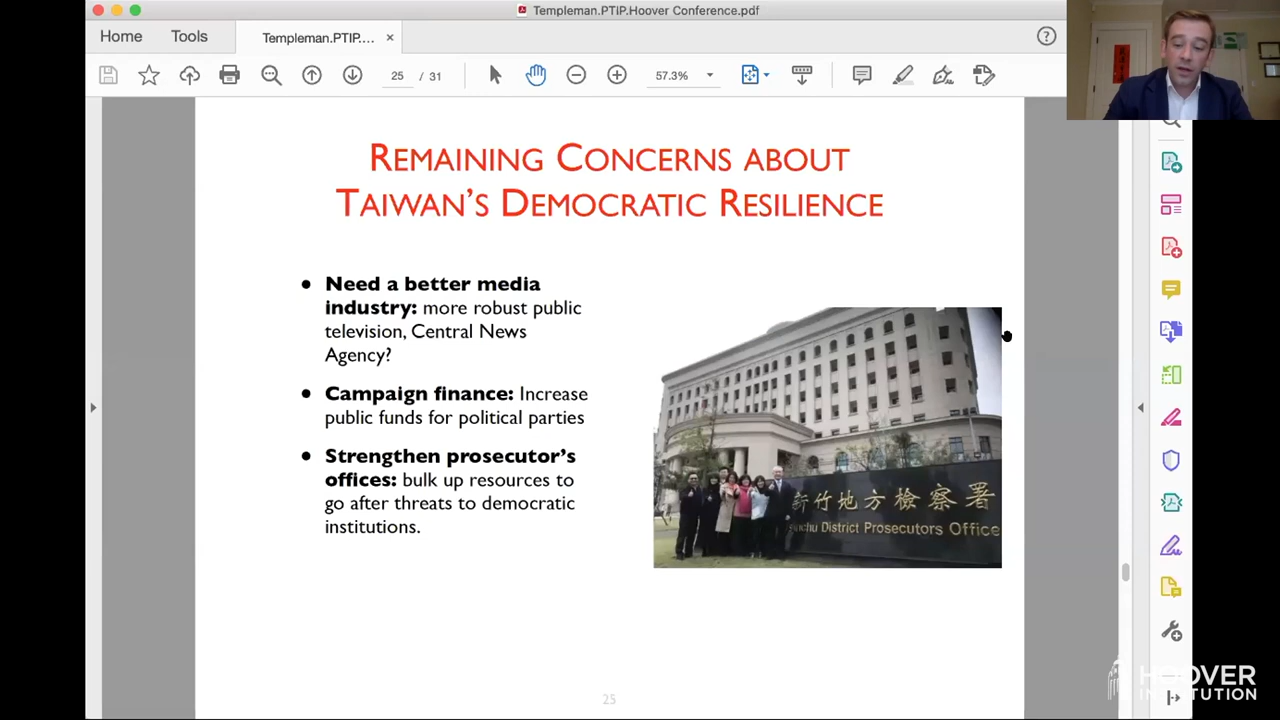 Templeman.PTIP.Hoover Conference.pdf
Home
Tools
Templeman.PTIP....
25 / 31
57.3%
REMAINING CONCERNS ABOUT
TAIWAN'S DEMOCRATIC RESILIENCE
• Need a better media
industry: more robust public
television, Central News
Agency?
• Campaign finance: Increase
public funds for political parties
• Strengthen prosecutor's
offices: bulk up resources to
go after threats to democratic
institutions.
新竹地方檢察署
District Prosecutors Office
25
HOOVER
INSTITUTION